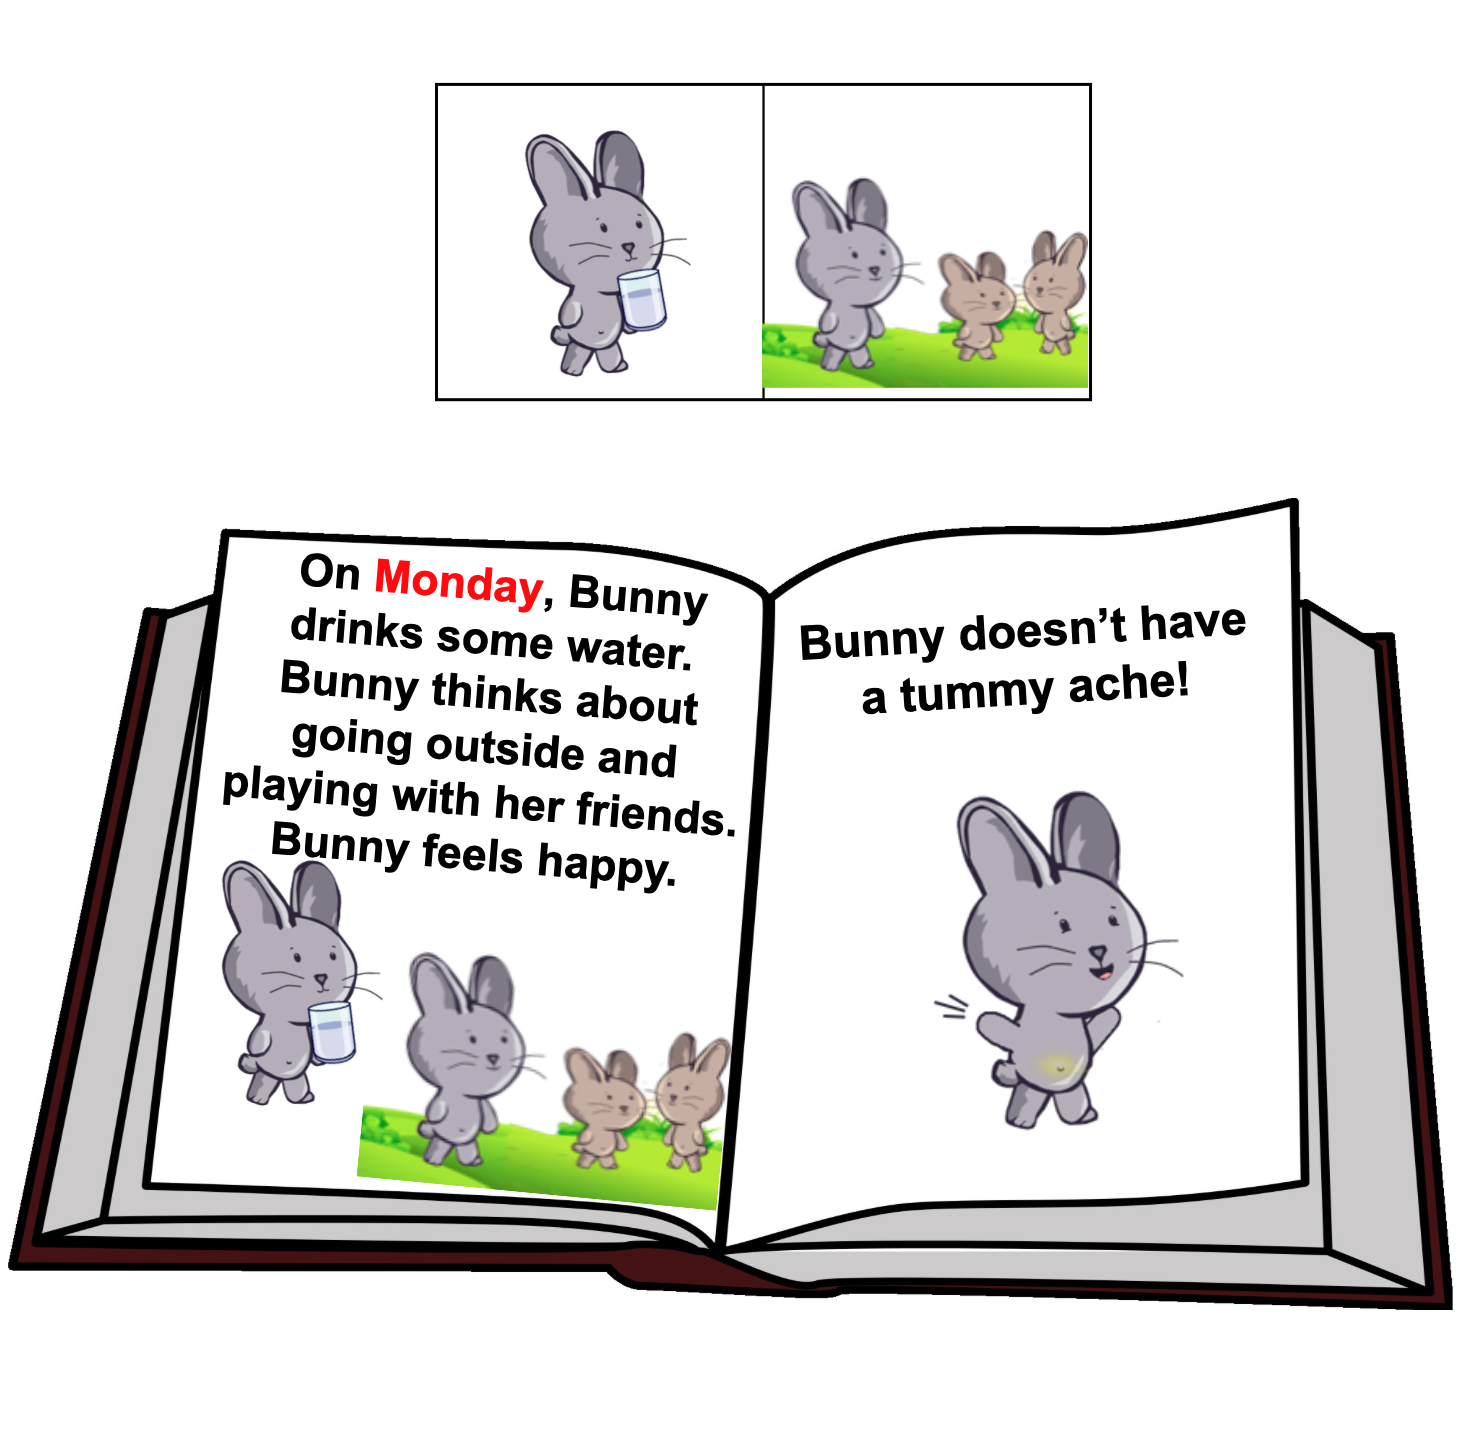 On Monday, Bunny
drinks some water.
Bunny thinks about
going outside and
playing with her friends.
Bunny feels happy.
Bunny doesn’t have
a tummy ache!